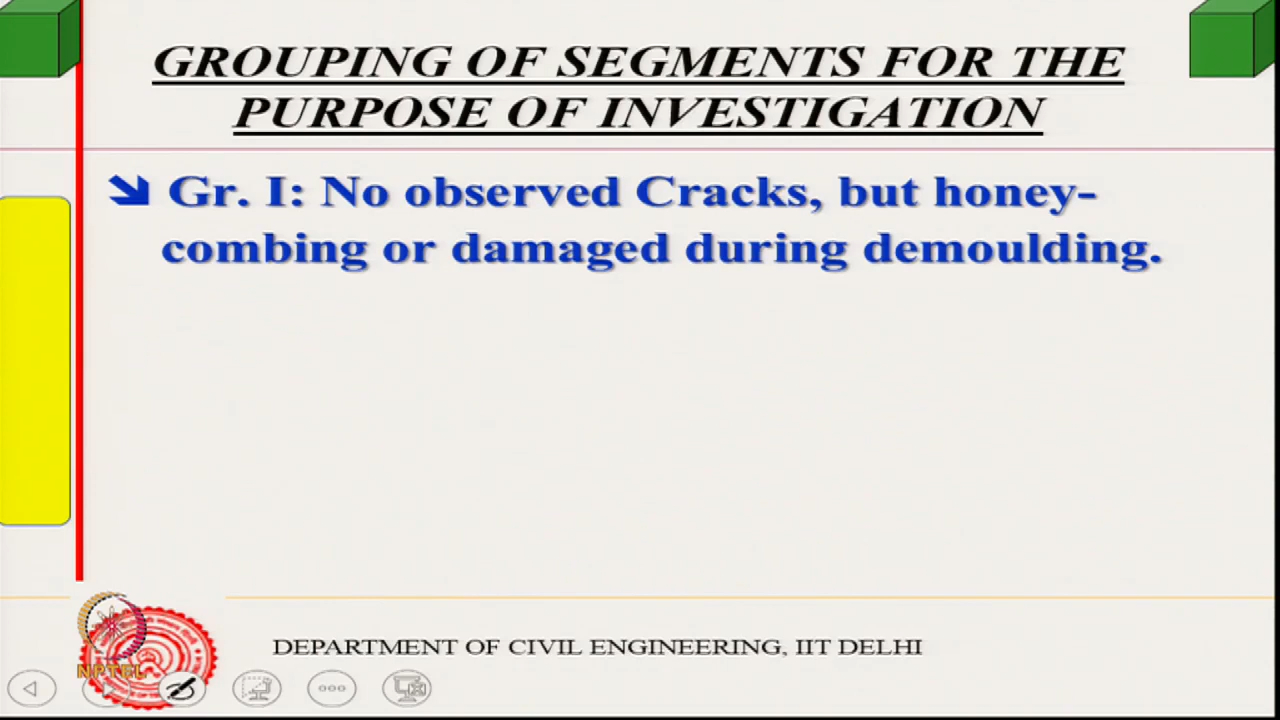 GROUPING OF SEGMENTS FOR THE
PURPOSE OF INVESTIGATION
Gr. I: No observed Cracks, but honey-
combing or damaged during demoulding.
NPTEL
DEPARTMENT OF CIVIL ENGINEERING, IIT DELHI